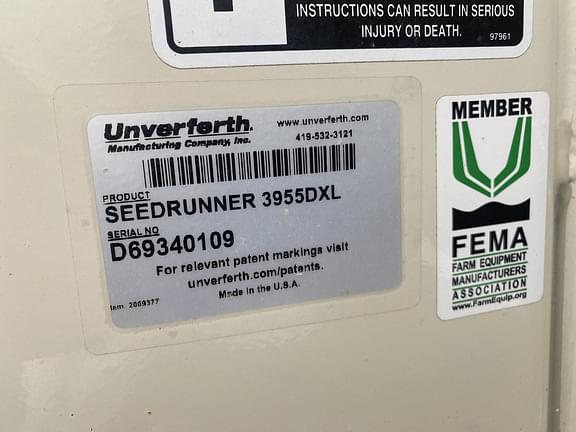 INSTRUCTIONS CAN RESULT IN SERIOUS
INJURY OR DEATH.
97961
Unverferth
Manufacturing Company, Inc.
www.unverferth.com
419-532-3121
PRODUCT
SEEDRUNNER 3955DXL
SERIAL NO
D69340109
For relevant patent markings visit
unverferth.com/patents.
Made in the U.S.A.
Item: 2009377
MEMBER
FEMA
FARM EQUIPMENT
MANUFACTURERS
ASSOCIATION
www.FarmEquip.org